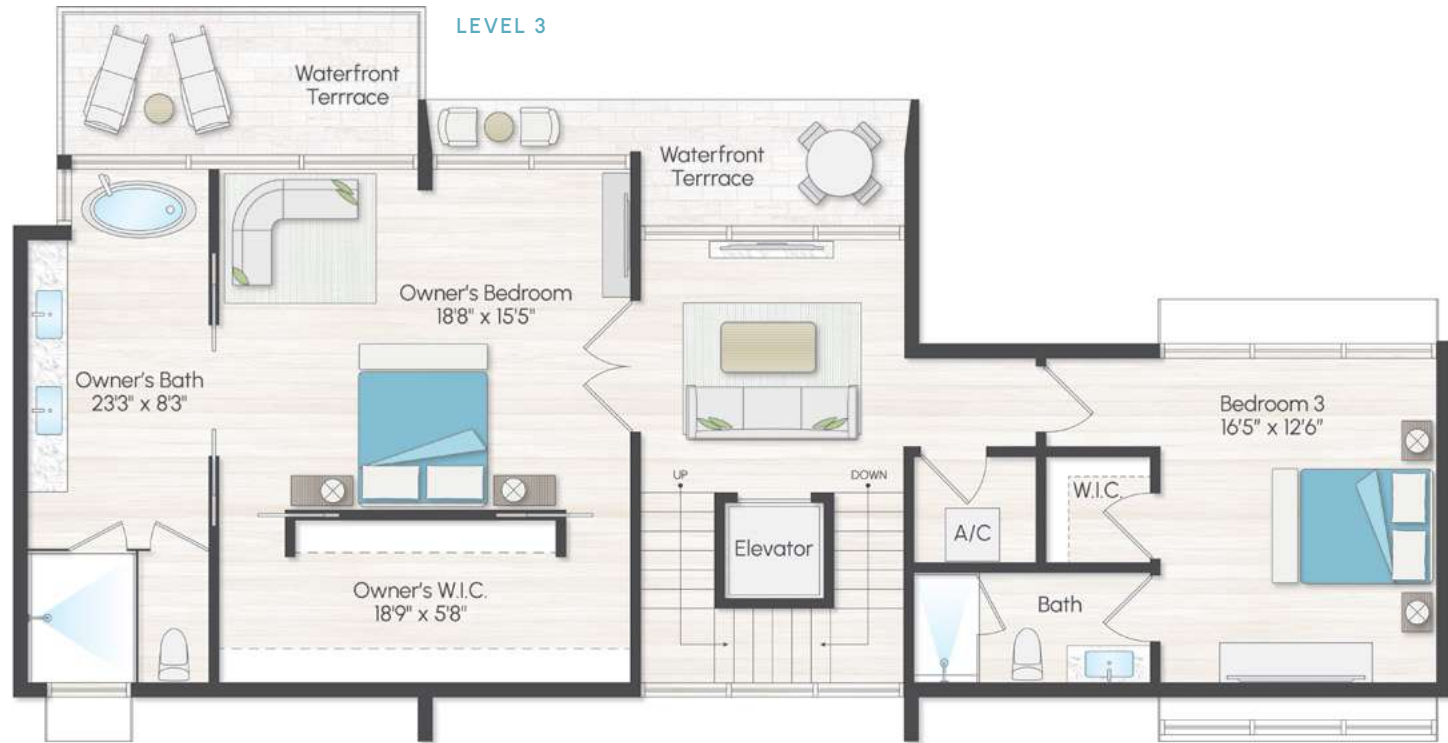 LEVEL 3
Waterfront
Terrrace
Waterfront
Terrrace
Owner's Bedroom
18'8" x 15'5"
Owner's Bath
23'3" x 8'3"
Bedroom 3
16'5" x 12'6"
UP
DOWN
W.I.C.
A/C
Elevator
Owner's W.I.C.
18'9" x 5'8"
Bath